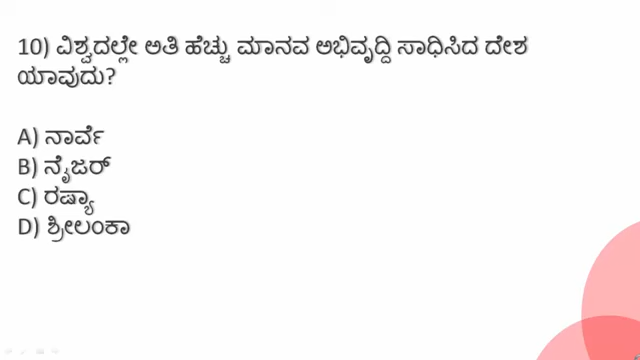 10) ವಿಶ್ವದಲ್ಲೇ ಅತಿ ಹೆಚ್ಚು ಮಾನವ ಅಭಿವೃದ್ಧಿ ಸಾಧಿಸಿದ ದೇಶ
ಯಾವುದು?
A) ನಾರ್ವೆ
B) ನೈಜರ್
C) ರಷ್ಯಾ
D) ಶ್ರೀಲಂಕಾ